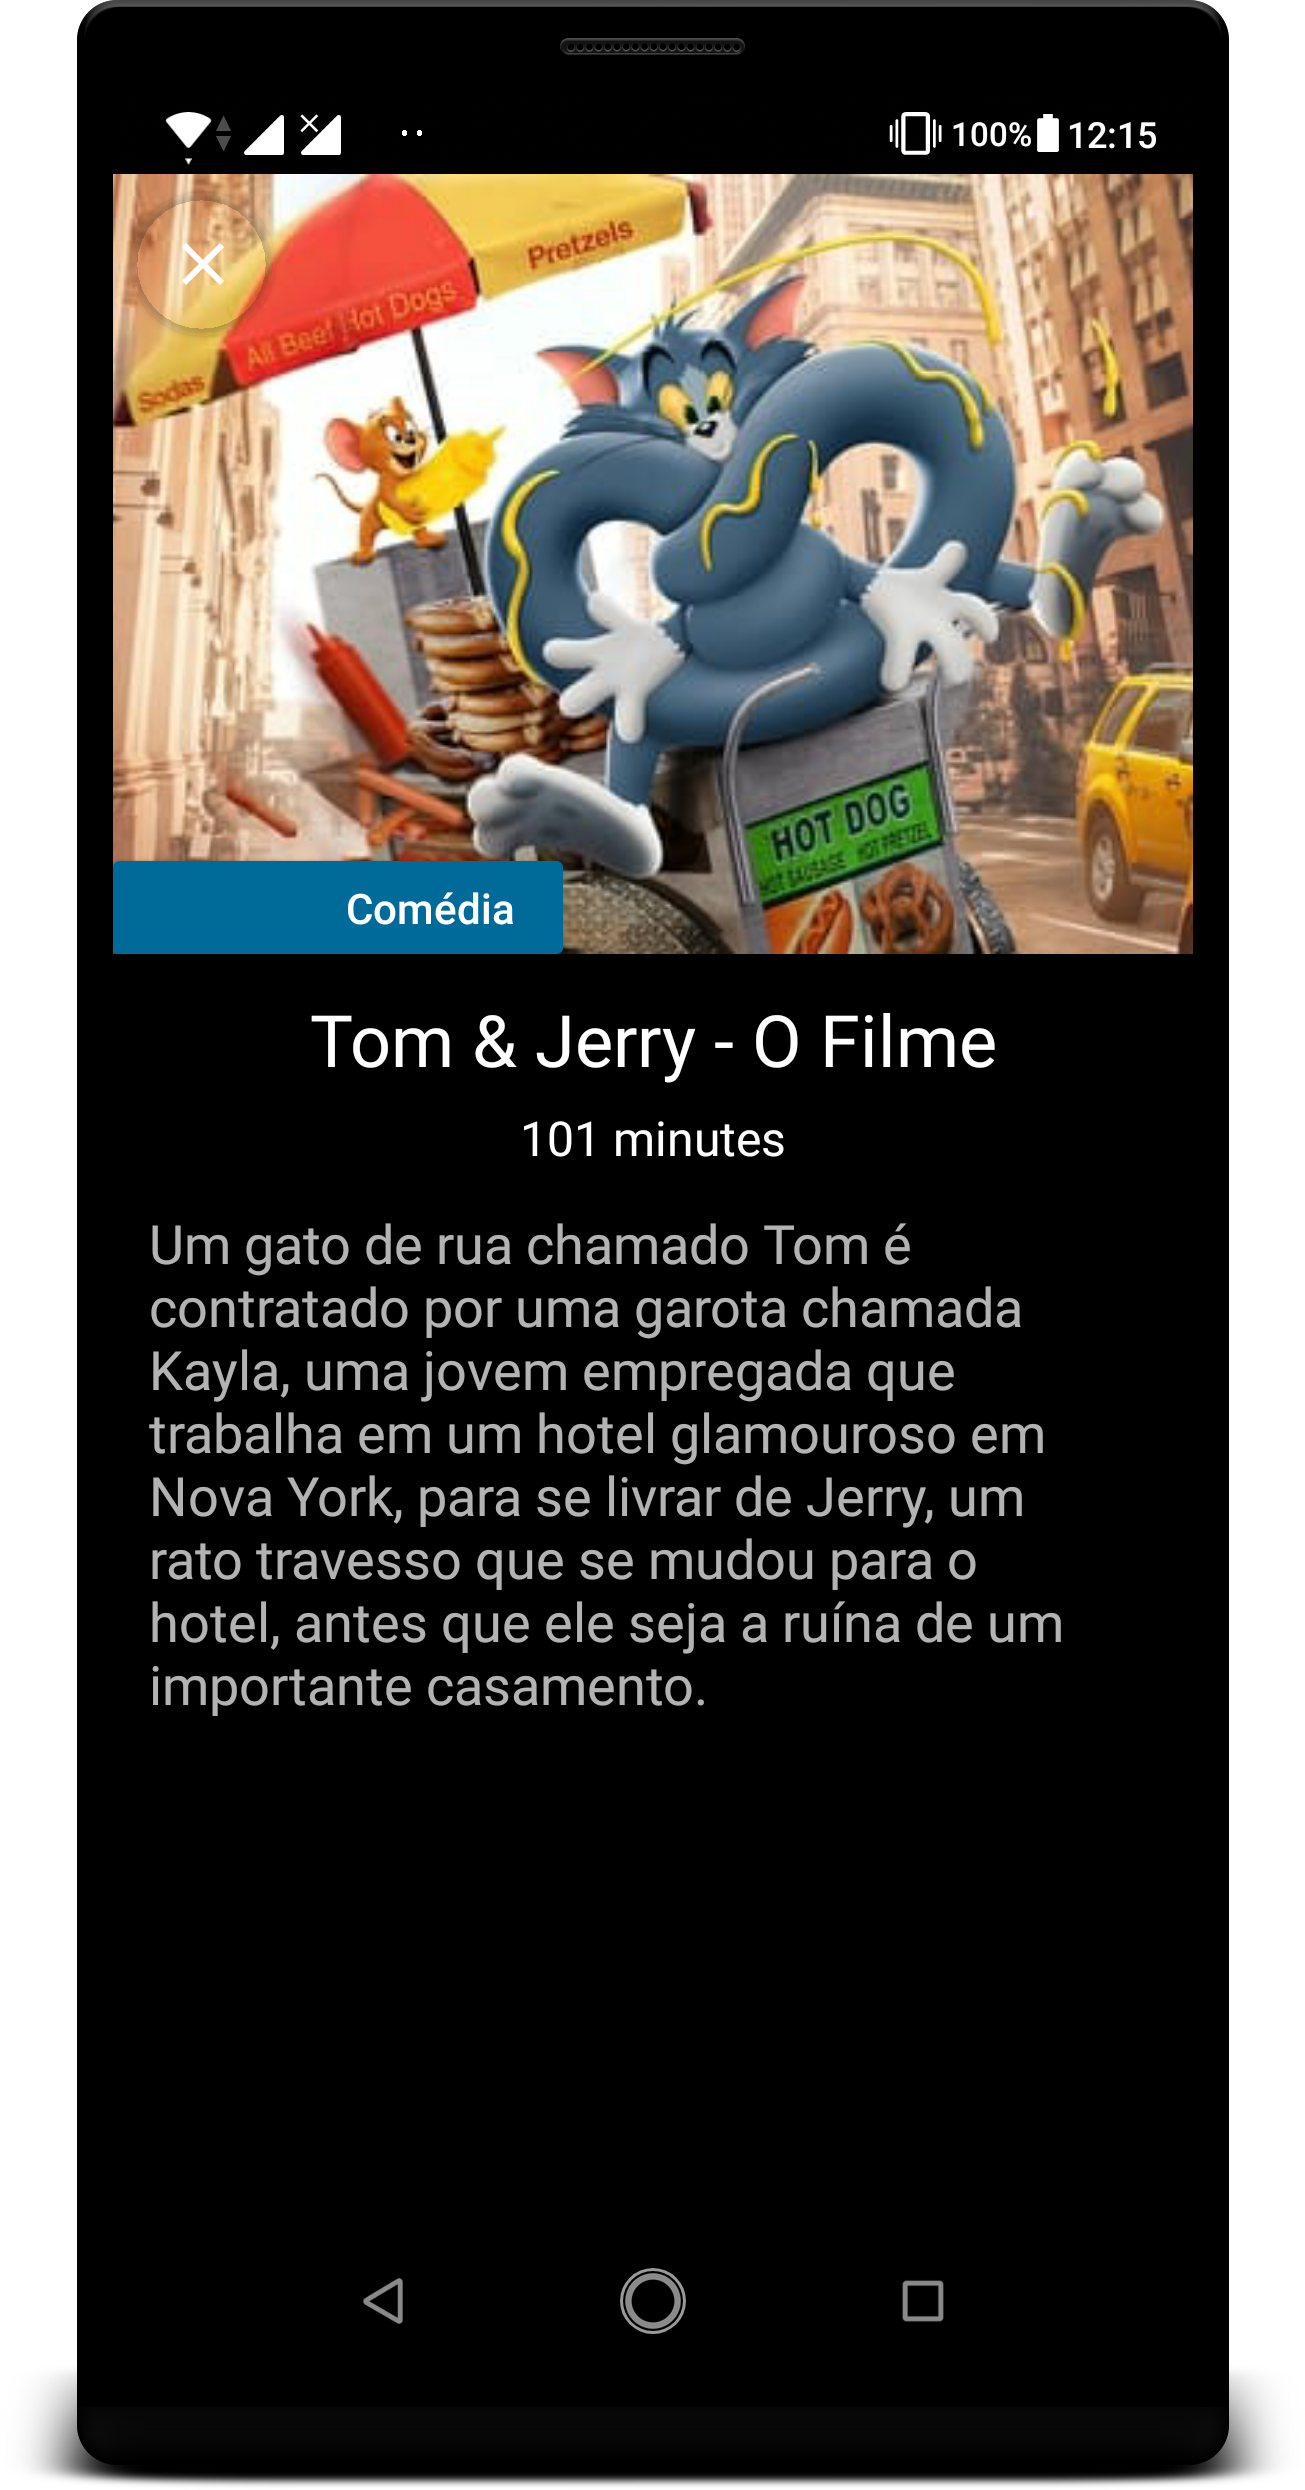 100% 12:15
Pretzels
All Beef Hot Dogs
Sodas
HOT DOG
HOT SAUSAGE HOT PRETZEL
Comédia
Tom & Jerry - O Filme
101 minutes
Um gato de rua chamado Tom é
contratado por uma garota chamada
Kayla, uma jovem empregada que
trabalha em um hotel glamouroso em
Nova York, para se livrar de Jerry, um
rato travesso que se mudou para o
hotel, antes que ele seja a ruína de um
importante casamento.